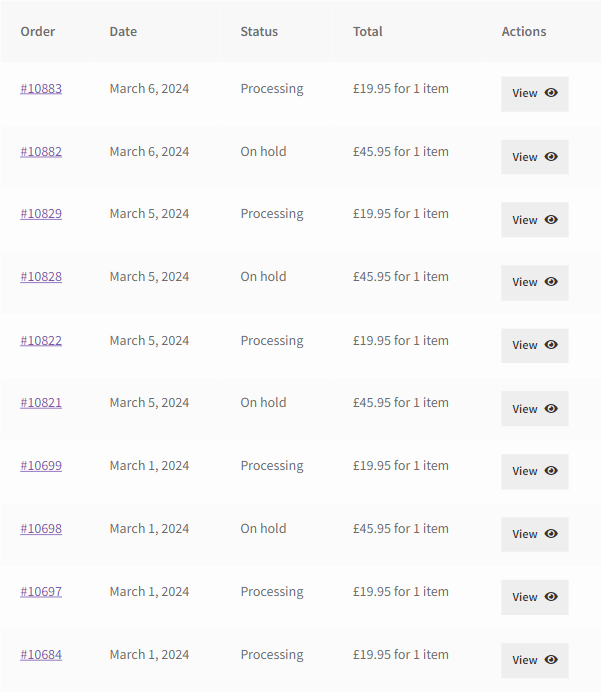 Order Date Status Total Actions
#10883 March 6, 2024 Processing £19.95 for 1 item View
#10882 March 6, 2024 On hold £45.95 for 1 item View
#10829 March 5, 2024 Processing £19.95 for 1 item View
#10828 March 5, 2024 On hold £45.95 for 1 item View
#10822 March 5, 2024 Processing £19.95 for 1 item View
#10821 March 5, 2024 On hold £45.95 for 1 item View
#10699 March 1, 2024 Processing £19.95 for 1 item View
#10698 March 1, 2024 On hold £45.95 for 1 item View
#10697 March 1, 2024 Processing £19.95 for 1 item View
#10684 March 1, 2024 Processing £19.95 for 1 item View